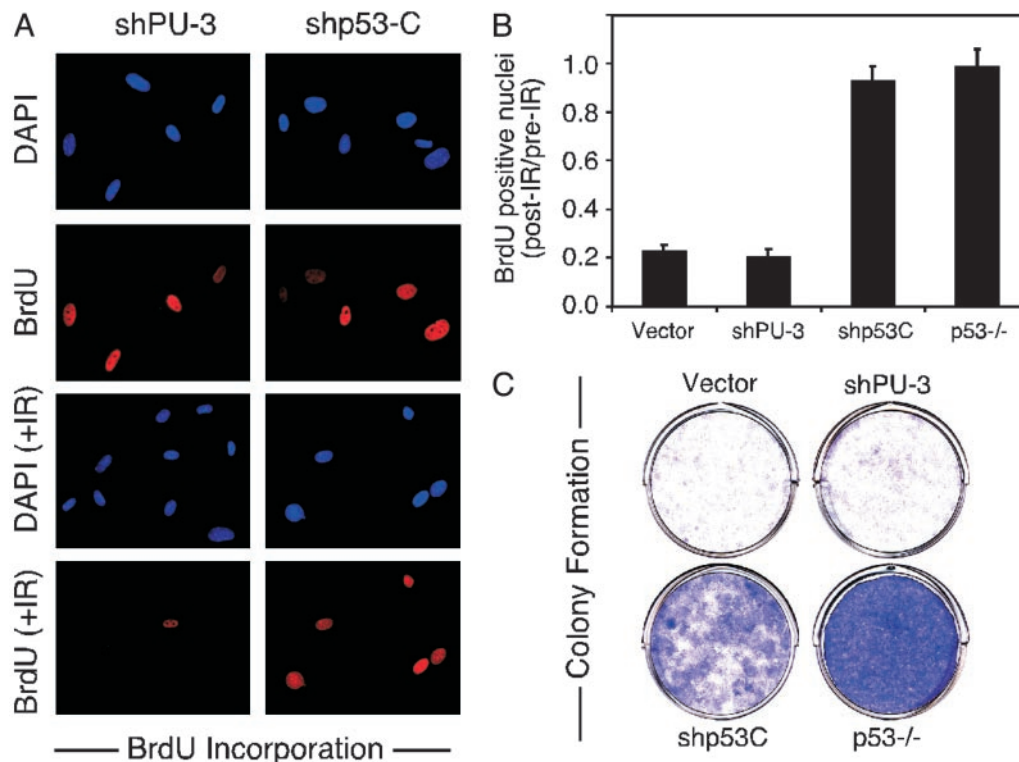 A
shPU-3 shp53-C
DAPI
BrdU
DAPI (+IR)
BrdU (+IR)
BrdU Incorporation
B
BrdU positive nuclei
(post-IR/pre-IR)
1.0
0.8
0.6
0.4
0.2
0.0
Vector shPU-3 shp53C p53-/-
C
Colony Formation
Vector shPU-3
shp53C p53-/-